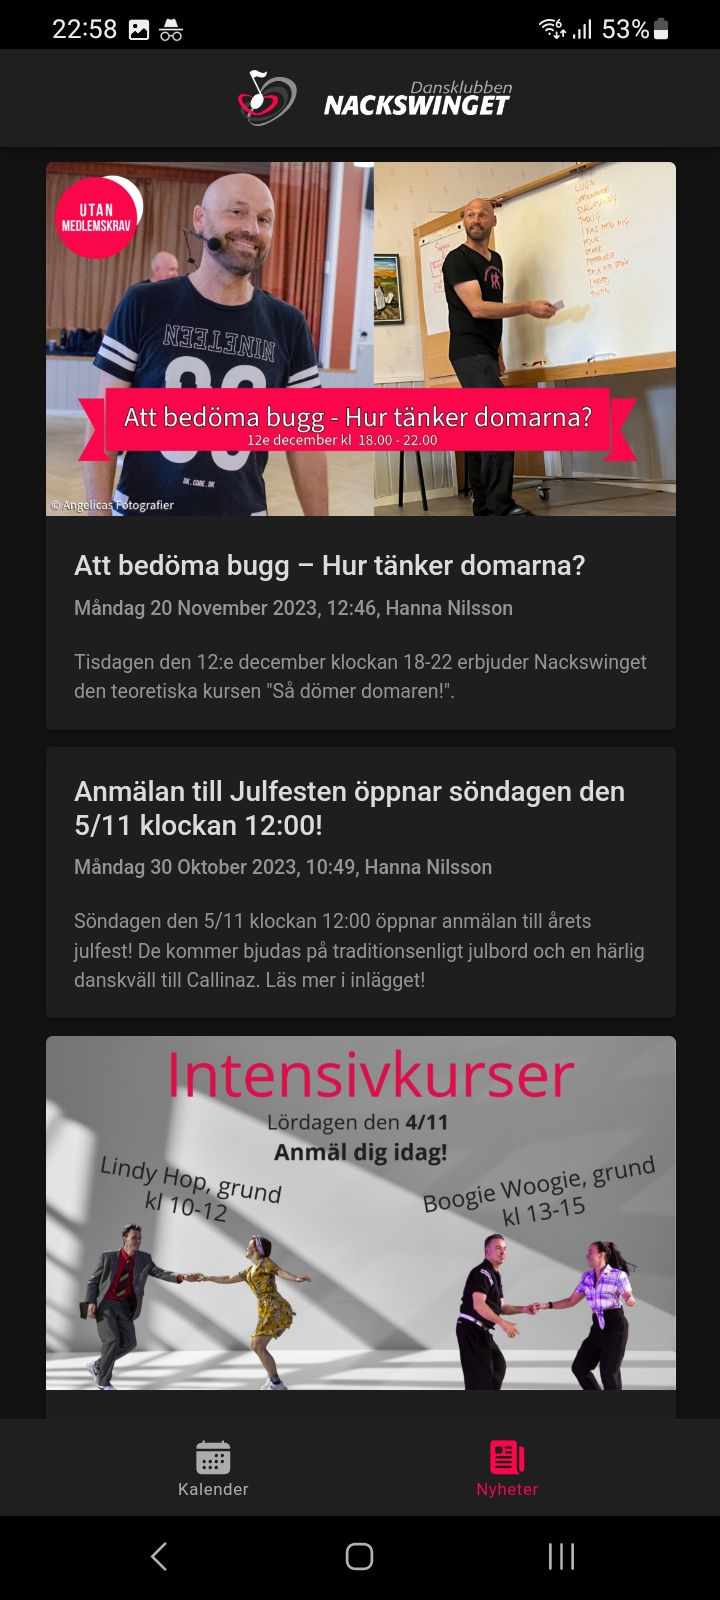 22:58
53%
Dansklubben
NACKSWINGET
UTAN
MEDLEMSKRAV
NINETEEN
DK.CORE.DK
Att bedöma bugg - Hur tänker domarna?
12e december kl 18.00 - 22.00
© Angelicas Fotografier
Att bedöma bugg – Hur tänker domarna?
Måndag 20 November 2023, 12:46, Hanna Nilsson
Tisdagen den 12:e december klockan 18-22 erbjuder Nackswinget
den teoretiska kursen "Så dömer domaren!".
Anmälan till Julfesten öppnar söndagen den
5/11 klockan 12:00!
Måndag 30 Oktober 2023, 10:49, Hanna Nilsson
Söndagen den 5/11 klockan 12:00 öppnar anmälan till årets
julfest! De kommer bjudas på traditionsenligt julbord och en härlig
danskväll till Callinaz. Läs mer i inlägget!
Intensivkurser
Lördagen den 4/11
Anmäl dig idag!
Lindy Hop, grund
kl 10-12
Boogie Woogie, grund
kl 13-15
Kalender
Nyheter